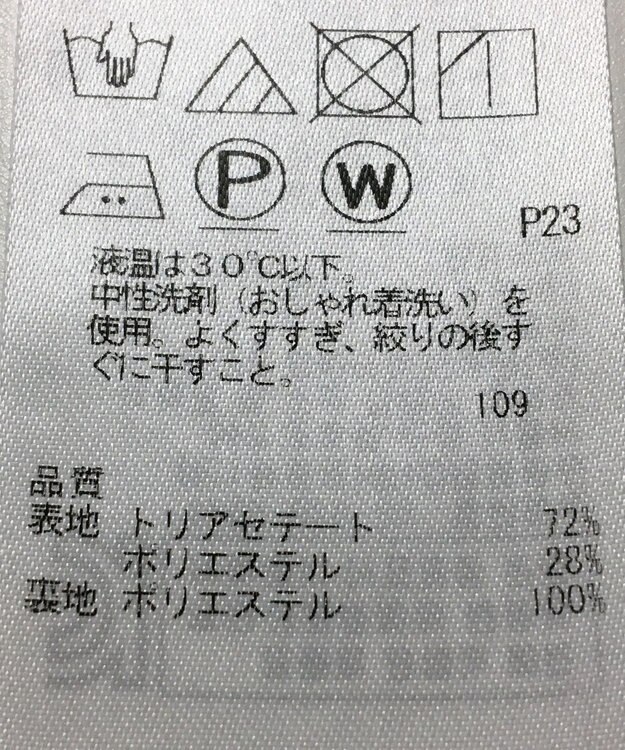 P W
P23
液温は30℃以下。
中性洗剤（おしゃれ着洗い）を
使用。よくすすぎ、絞りの後す
ぐに干すこと。
109
品質
表地 トリアセテート 72%
ポリエステル 28%
裏地 ポリエステル 100%